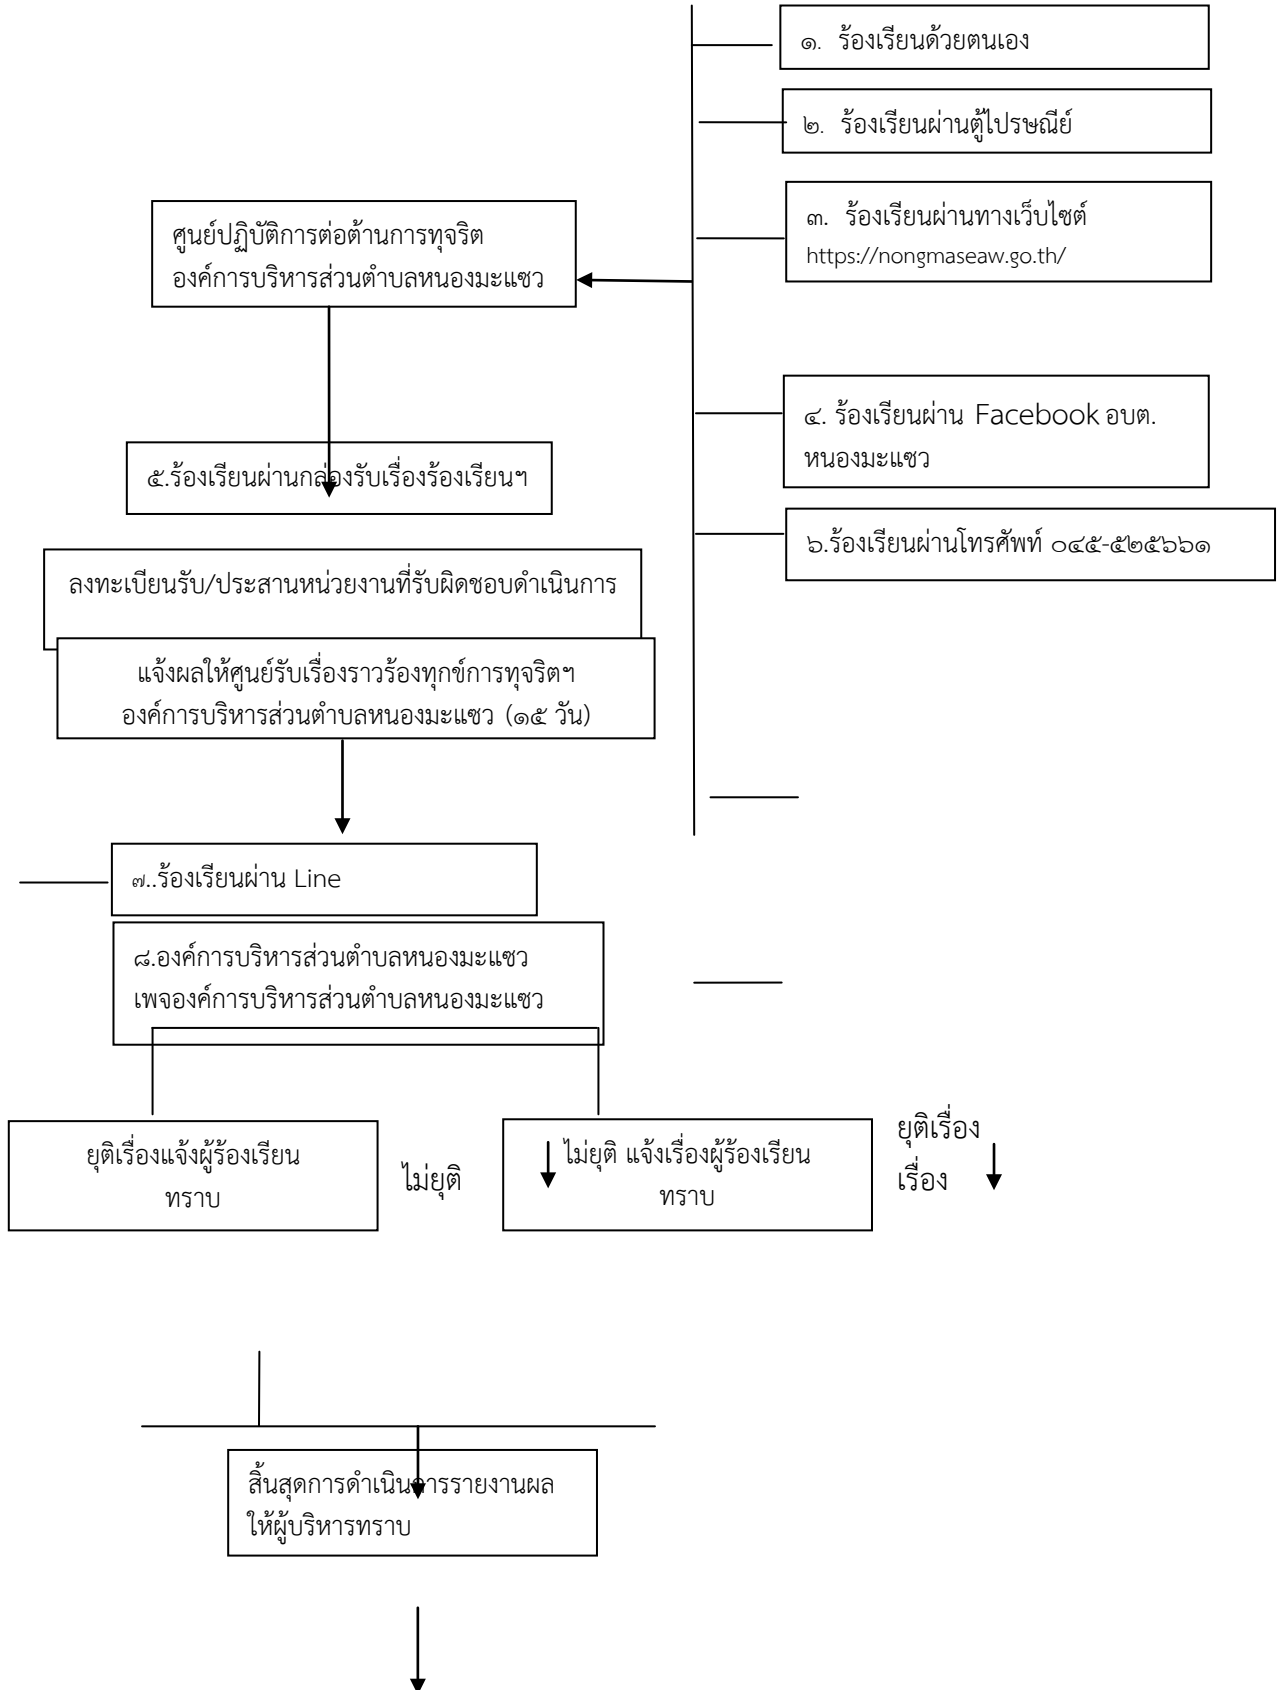 ๑. ร้องเรียนด้วยตนเอง
๒. ร้องเรียนผ่านตู้ไปรษณีย์
๓. ร้องเรียนผ่านทางเว็บไซต์
https://nongmaseaw.go.th/
ศูนย์ปฏิบัติการต่อต้านการทุจริต
องค์การบริหารส่วนตำบลหนองมะแซว
๔. ร้องเรียนผ่าน Facebook อบต.
หนองมะแซว
๕.ร้องเรียนผ่านกล่องรับเรื่องร้องเรียนฯ
๖.ร้องเรียนผ่านโทรศัพท์ ๐๔๕-๕๒๕๖๖๑
ลงทะเบียนรับ/ประสานหน่วยงานที่รับผิดชอบดำเนินการ
แจ้งผลให้ศูนย์รับเรื่องราวร้องทุกข์การทุจริตฯ
องค์การบริหารส่วนตำบลหนองมะแซว (๑๕ วัน)
๗..ร้องเรียนผ่าน Line
๘.องค์การบริหารส่วนตำบลหนองมะแซว
เพจองค์การบริหารส่วนตำบลหนองมะแซว
ยุติเรื่องแจ้งผู้ร้องเรียน
ทราบ
ไม่ยุติ
ไม่ยุติ แจ้งเรื่องผู้ร้องเรียน
ทราบ
ยุติเรื่อง
เรื่อง
สิ้นสุดการดำเนินการรายงานผล
ให้ผู้บริหารทราบ